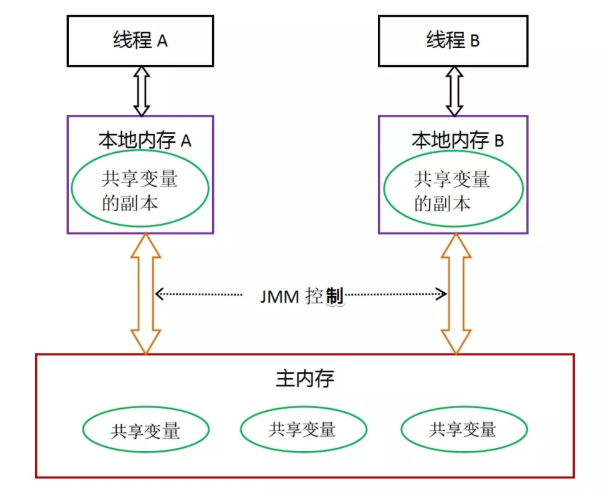 线程 A
线程 B
本地内存 A
共享变量
的副本
本地内存 B
共享变量
的副本
JMM 控制
主内存
共享变量
共享变量
共享变量